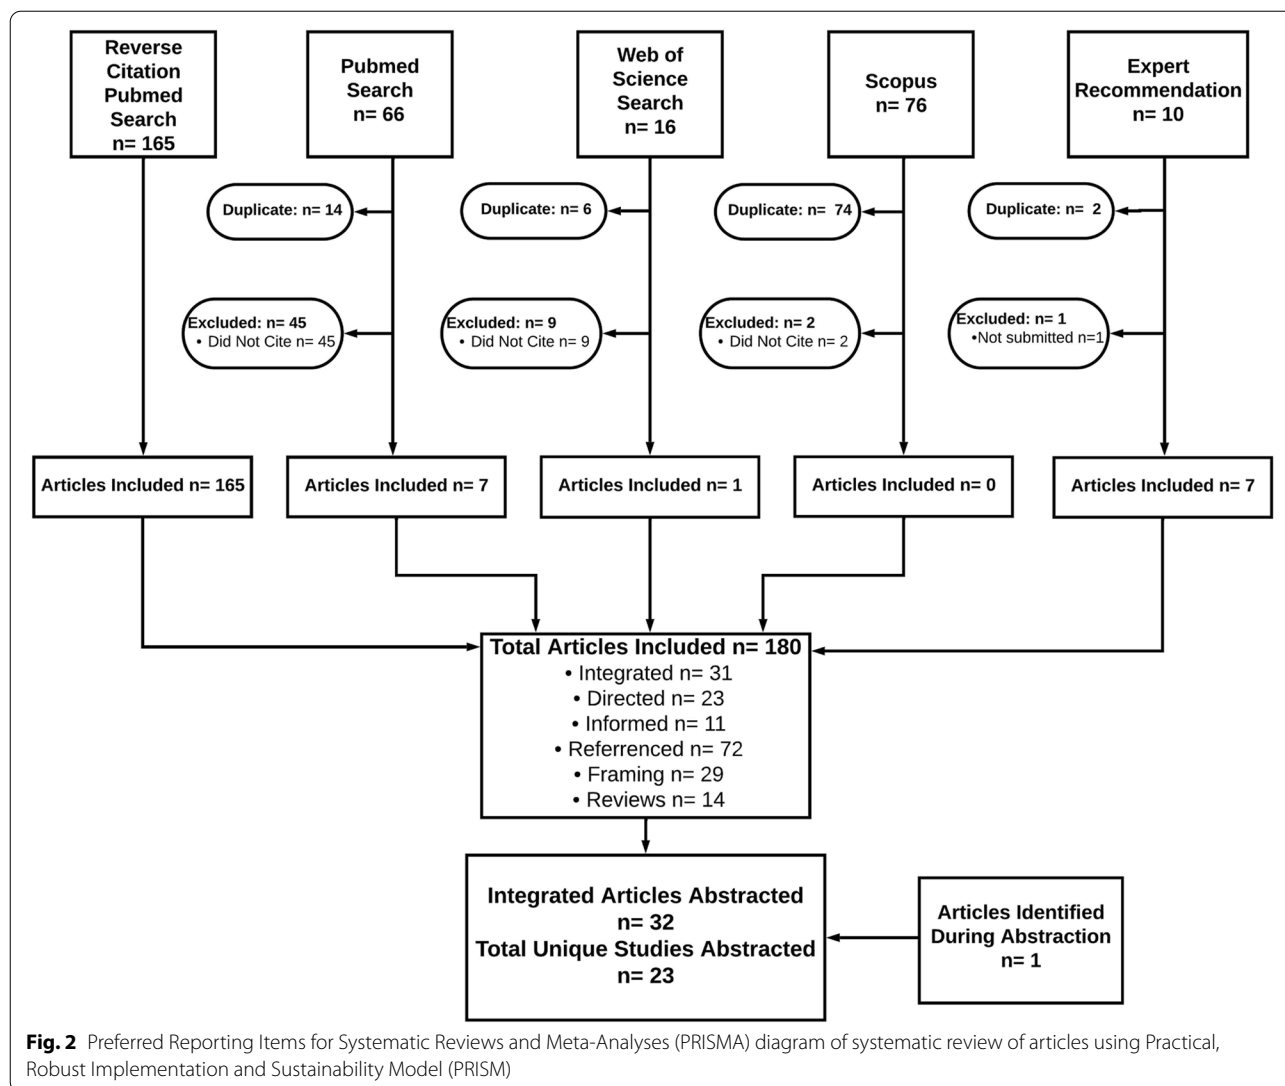 Reverse
Citation
Pubmed
Search
n= 165
Pubmed
Search
n= 66
Web of
Science
Search
n= 16
Scopus
n= 76
Expert
Recommendation
n= 10
Duplicate: n= 14
Duplicate: n= 6
Duplicate: n= 74
Duplicate: n= 2
Excluded: n= 45
• Did Not Cite n= 45
Excluded: n= 9
• Did Not Cite n= 9
Excluded: n= 2
• Did Not Cite n= 2
Excluded: n= 1
•Not submitted n=1
Articles Included n= 165
Articles Included n= 7
Articles Included n= 1
Articles Included n= 0
Articles Included n= 7
Total Articles Included n= 180
• Integrated n= 31
• Directed n= 23
• Informed n= 11
• Referrenced n= 72
• Framing n= 29
• Reviews n= 14
Integrated Articles Abstracted
n= 32
Total Unique Studies Abstracted
n= 23
Articles Identified
During Abstraction
n= 1
Fig. 2 Preferred Reporting Items for Systematic Reviews and Meta-Analyses (PRISMA) diagram of systematic review of articles using Practical,
Robust Implementation and Sustainability Model (PRISM)